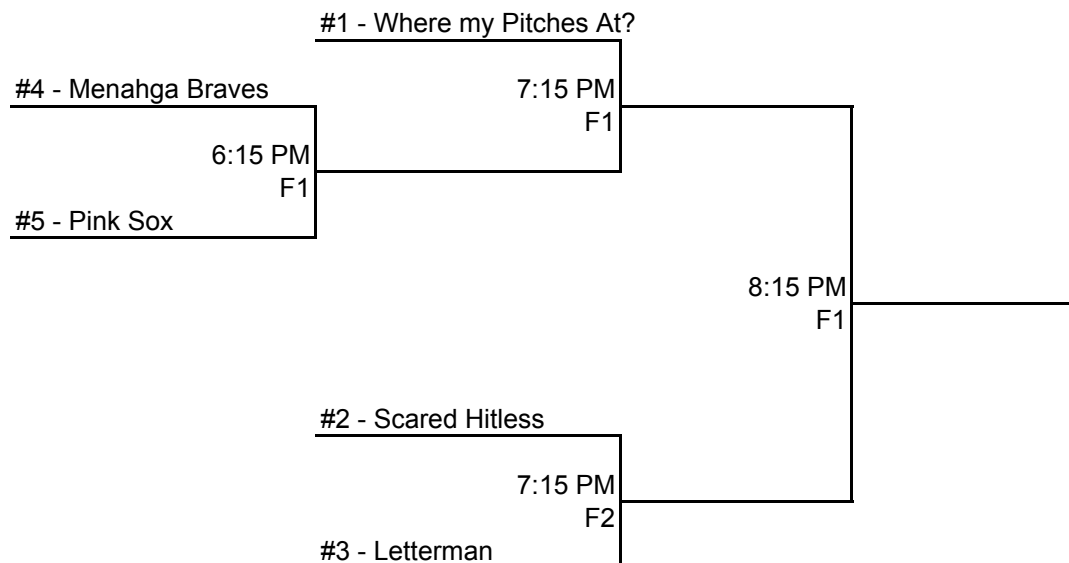 #1 - Where my Pitches At?
#4 - Menahga Braves
7:15 PM
F1
6:15 PM
F1
#5 - Pink Sox
8:15 PM
F1
#2 - Scared Hitless
7:15 PM
F2
#3 - Letterman